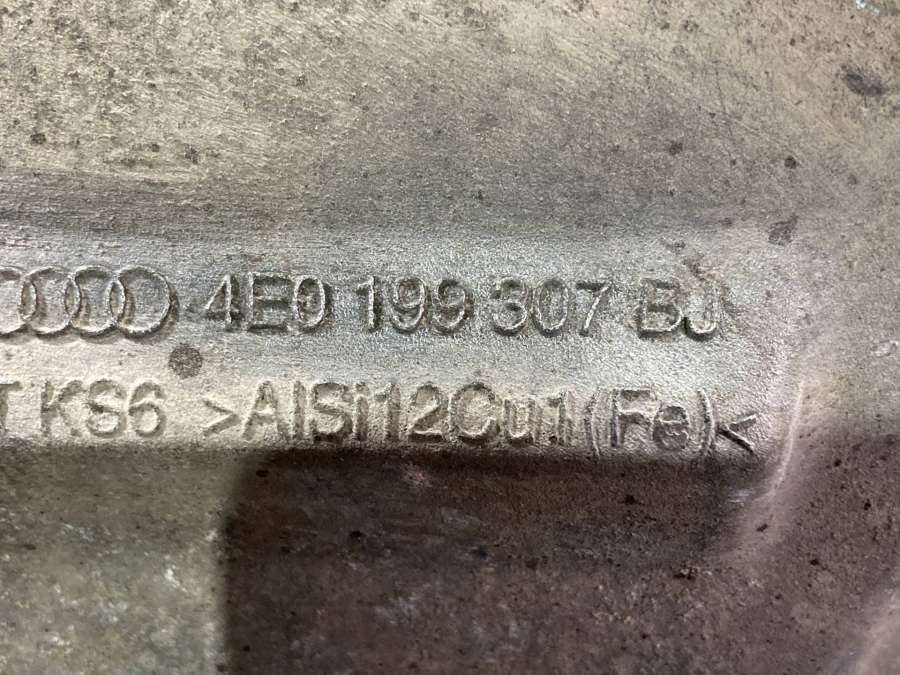 4E0 199 307 BJ
T KS6 >AlSi12Cu1(Fe)<